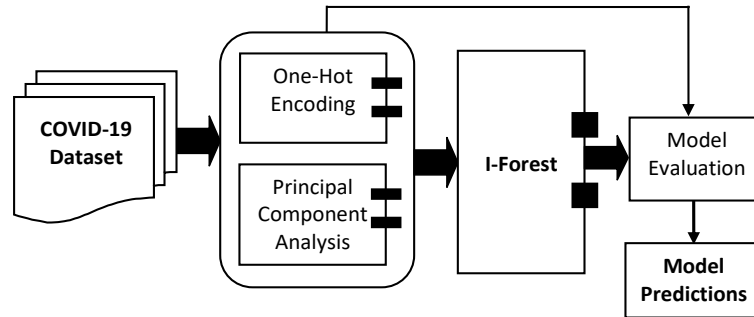 COVID-19
Dataset
One-Hot
Encoding
Principal
Component
Analysis
I-Forest
Model
Evaluation
Model
Predictions